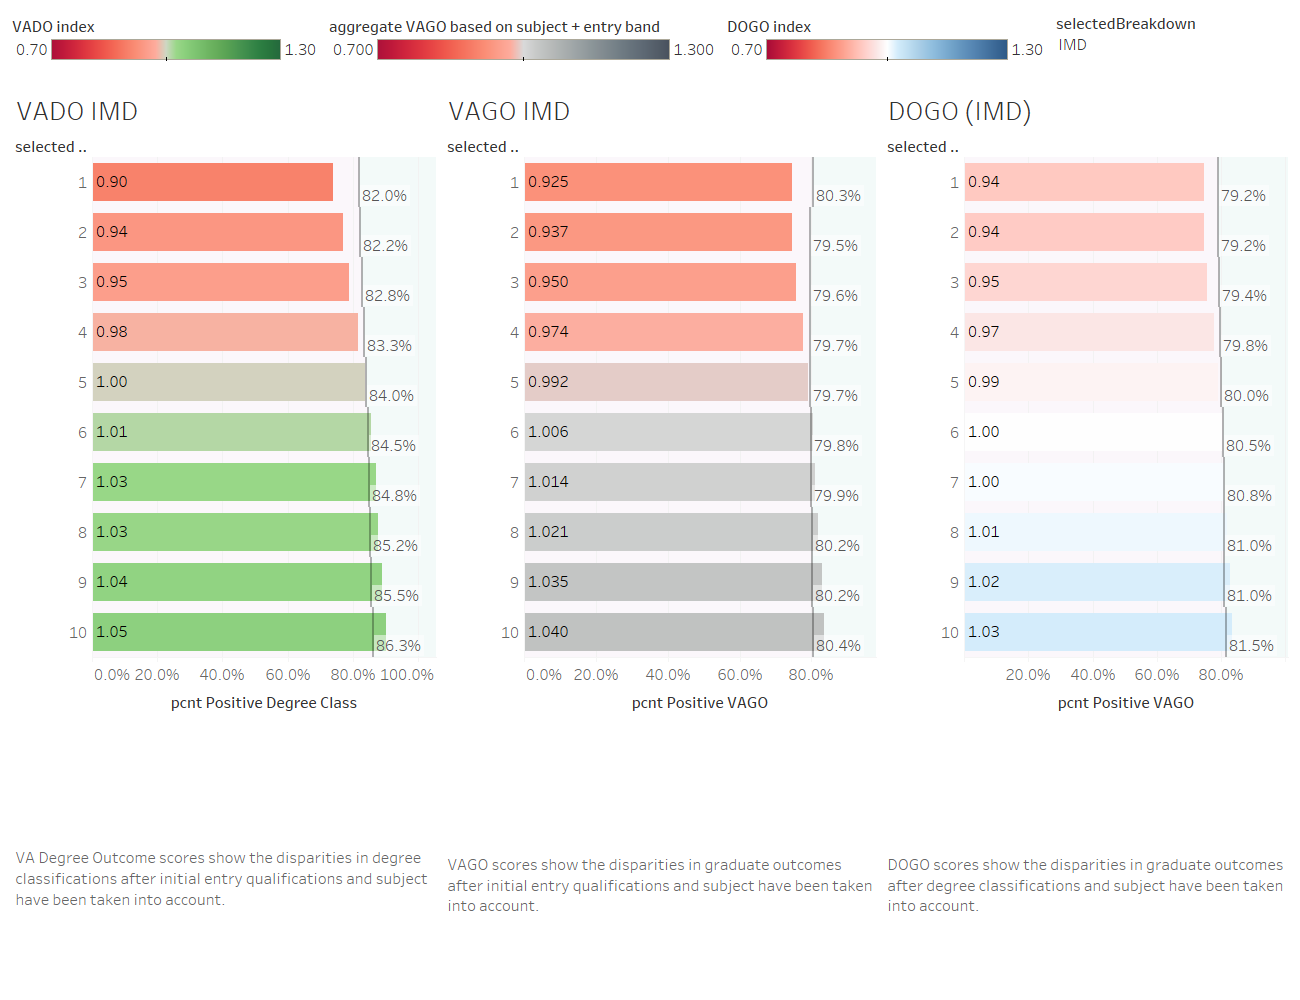 VADO index
0.70 1.30
aggregate VAGO based on subject + entry band
0.700 1.300
DOGO index
0.70 1.30
selectedBreakdown
IMD
VADO IMD
selected ..
1 0.90 82.0%
2 0.94 82.2%
3 0.95 82.8%
4 0.98 83.3%
5 1.00 84.0%
6 1.01 84.5%
7 1.03 84.8%
8 1.03 85.2%
9 1.04 85.5%
10 1.05 86.3%
0.0% 20.0% 40.0% 60.0% 80.0% 100.0%
pcnt Positive Degree Class
VA Degree Outcome scores show the disparities in degree
classifications after initial entry qualifications and subject
have been taken into account.
VAGO IMD
selected ..
1 0.925 80.3%
2 0.937 79.5%
3 0.950 79.6%
4 0.974 79.7%
5 0.992 79.7%
6 1.006 79.8%
7 1.014 79.9%
8 1.021 80.2%
9 1.035 80.2%
10 1.040 80.4%
0.0% 20.0% 40.0% 60.0% 80.0%
pcnt Positive VAGO
VAGO scores show the disparities in graduate outcomes
after initial entry qualifications and subject have been taken
into account.
DOGO (IMD)
selected ..
1 0.94 79.2%
2 0.94 79.2%
3 0.95 79.4%
4 0.97 79.8%
5 0.99 80.0%
6 1.00 80.5%
7 1.00 80.8%
8 1.01 81.0%
9 1.02 81.0%
10 1.03 81.5%
20.0% 40.0% 60.0% 80.0%
pcnt Positive VAGO
DOGO scores show the disparities in graduate outcomes
after degree classifications and subject have been taken
into account.